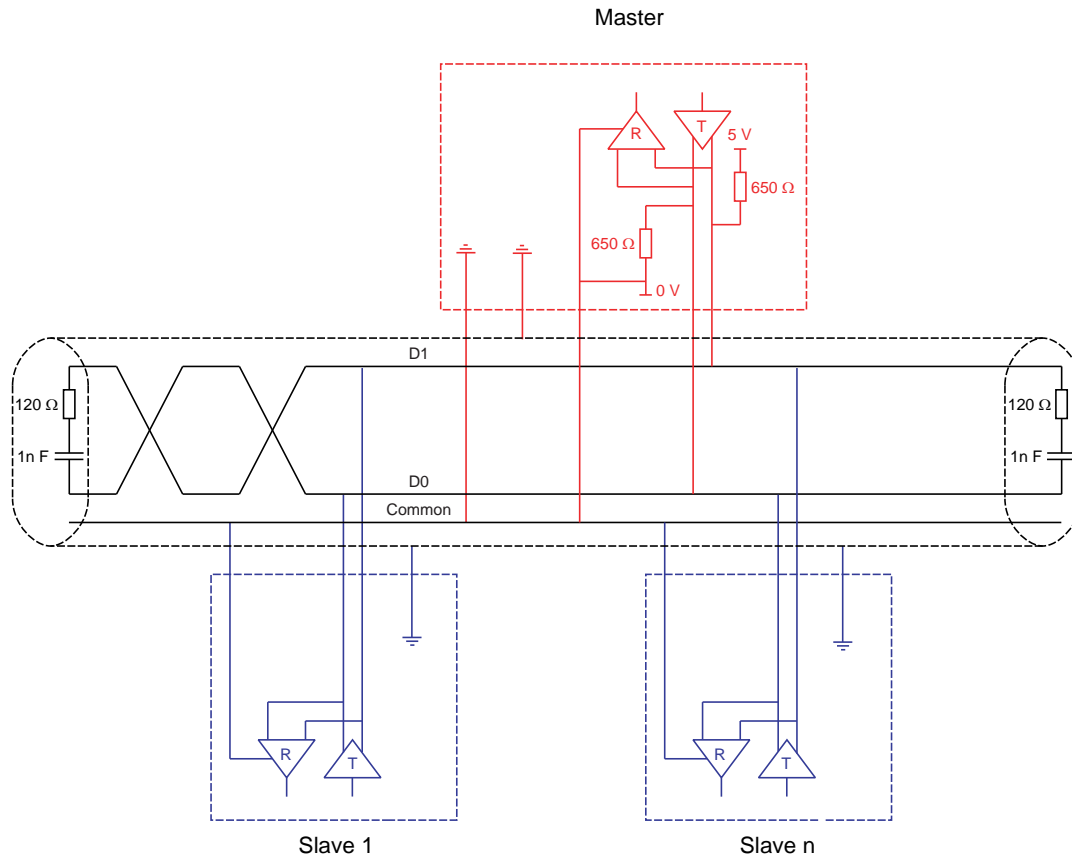 Master
R
T
5 V
650 Ω
650 Ω
0 V
D1
120 Ω
1n F
120 Ω
1n F
D0
Common
R
T
R
T
Slave 1
Slave n